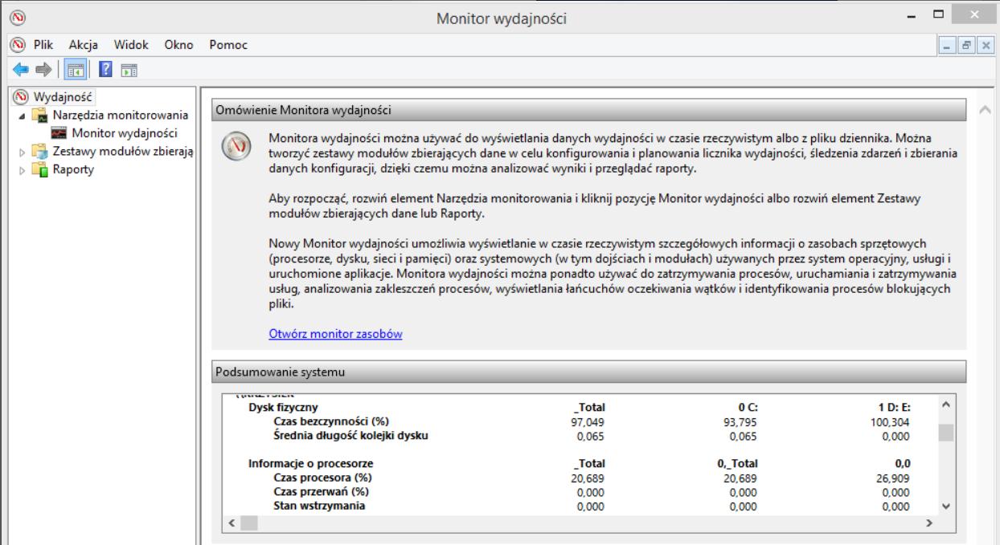 Monitor wydajności
Plik Akcja Widok Okno Pomoc
Wydajność
Narzędzia monitorowania
Monitor wydajności
Zestawy modułów zbierają
Raporty
Omówienie Monitora wydajności
Monitora wydajności można używać do wyświetlania danych wydajności w czasie rzeczywistym albo z pliku dziennika. Można
tworzyć zestawy modułów zbierających dane w celu konfigurowania i planowania licznika wydajności, śledzenia zdarzeń i zbierania
danych konfiguracji, dzięki czemu można analizować wyniki i przeglądać raporty.
Aby rozpocząć, rozwiń element Narzędzia monitorowania i kliknij pozycję Monitor wydajności albo rozwiń element Zestawy
modułów zbierających dane lub Raporty.
Nowy Monitor wydajności umożliwia wyświetlanie w czasie rzeczywistym szczegółowych informacji o zasobach sprzętowych
(procesorze, dysku, sieci i pamięci) oraz systemowych (w tym dojściach i modułach) używanych przez system operacyjny, usługi i
uruchomione aplikacje. Monitora wydajności można ponadto używać do zatrzymywania procesów, uruchamiania i zatrzymywania
usług, analizowania zakleszczeń procesów, wyświetlania łańcuchów oczekiwania wątków i identyfikowania procesów blokujących
pliki.
Otwórz monitor zasobów
Podsumowanie systemu
Dysk fizyczny _Total 0 C: 1 D: E:
Czas bezczynności (%) 97,049 93,795 100,304
Średnia długość kolejki dysku 0,065 0,065 0,000
Informacje o procesorze _Total 0,_Total 0,0
Czas procesora (%) 20,689 20,689 26,909
Czas przerwań (%) 0,000 0,000 0,000
Stan wstrzymania 0,000 0,000 0,000